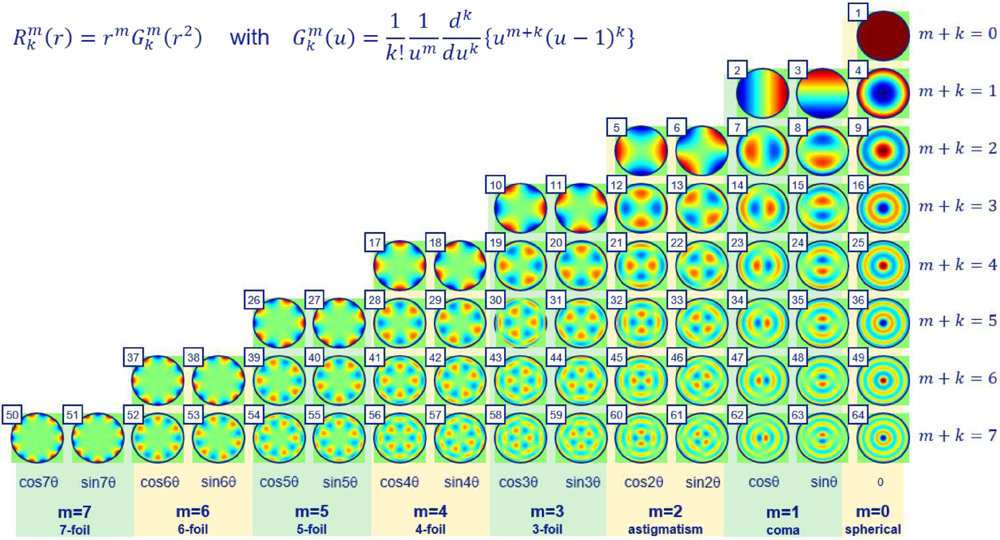 R_k^m(r) = r^m G_k^m(r^2) with G_k^m(u) = \frac{1}{k!} \frac{1}{u^m} \frac{d^k}{du^k} {u^{m+k}(u − 1)^k}
1 m + k = 0
2 3 4 m + k = 1
5 6 7 8 9 m + k = 2
10 11 12 13 14 15 16 m + k = 3
17 18 19 20 21 22 23 24 25 m + k = 4
26 27 28 29 30 31 32 33 34 35 36 m + k = 5
37 38 39 40 41 42 43 44 45 46 47 48 49 m + k = 6
50 51 52 53 54 55 56 57 58 59 60 61 62 63 64 m + k = 7
cos7θ sin7θ cos6θ sin6θ cos5θ sin5θ cos4θ sin4θ cos3θ sin3θ cos2θ sin2θ cosθ sinθ 0
m=7 m=6 m=5 m=4 m=3 m=2 m=1 m=0
7-foil 6-foil 5-foil 4-foil 3-foil astigmatism coma spherical